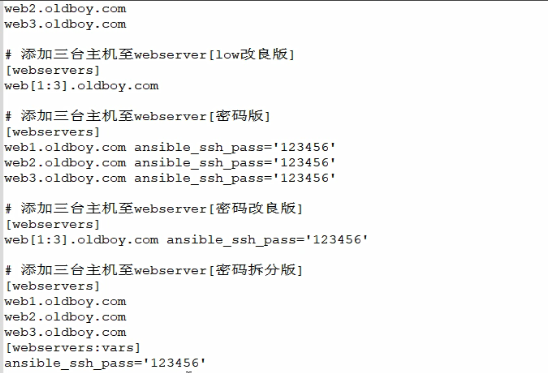 web2.oldboy.com
web3.oldboy.com
# 添加三台主机至webserver[low改良版]
[webservers]
web[1:3].oldboy.com
# 添加三台主机至webserver[密码版]
[webservers]
web1.oldboy.com ansible_ssh_pass='123456'
web2.oldboy.com ansible_ssh_pass='123456'
web3.oldboy.com ansible_ssh_pass='123456'
# 添加三台主机至webserver[密码改良版]
[webservers]
web[1:3].oldboy.com ansible_ssh_pass='123456'
# 添加三台主机至webserver[密码拆分版]
[webservers]
web1.oldboy.com
web2.oldboy.com
web3.oldboy.com
[webservers:vars]
ansible_ssh_pass='123456'